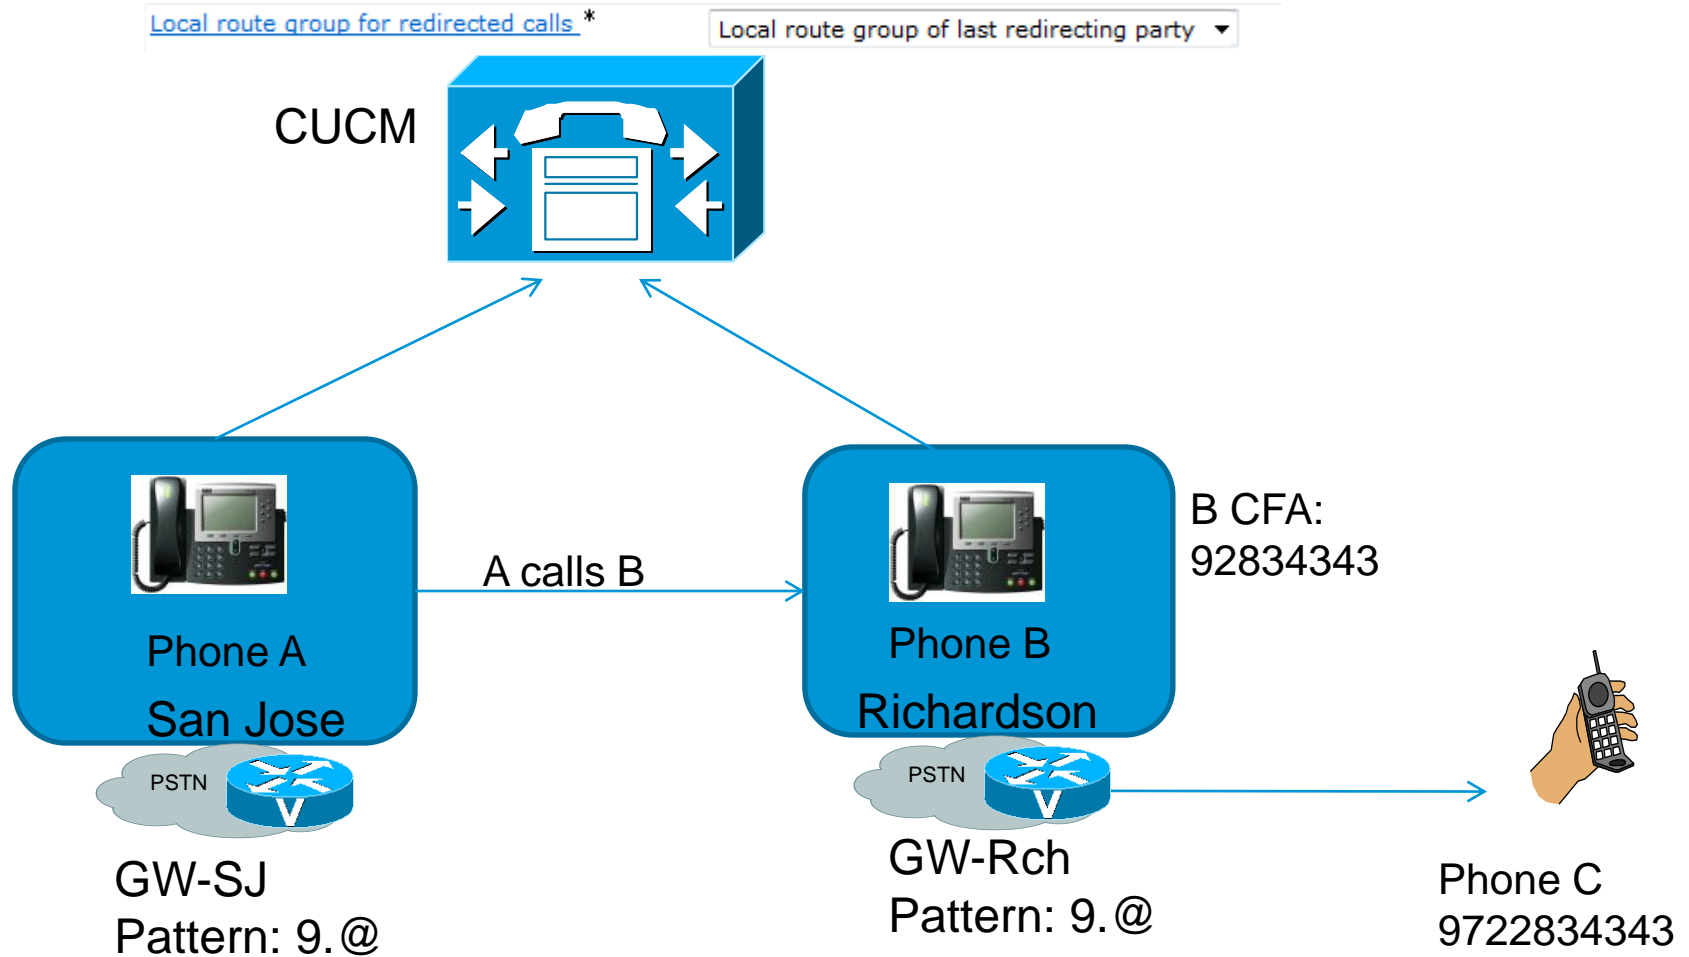 Local route group for redirected calls * Local route group of last redirecting party
CUCM
A calls B
Phone A
San Jose
PSTN
V
GW-SJ
Pattern: 9.@
Phone B
Richardson
PSTN
V
GW-Rch
Pattern: 9.@
B CFA:
92834343
Phone C
9722834343